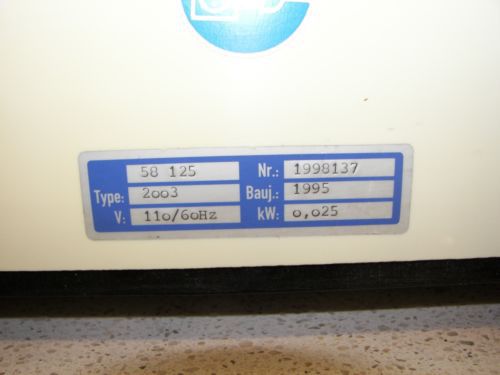 58 125 Nr.: 1998137
Type: 2oo3 Bauj.: 1995
V: 11o/6oHz kW: o,o25